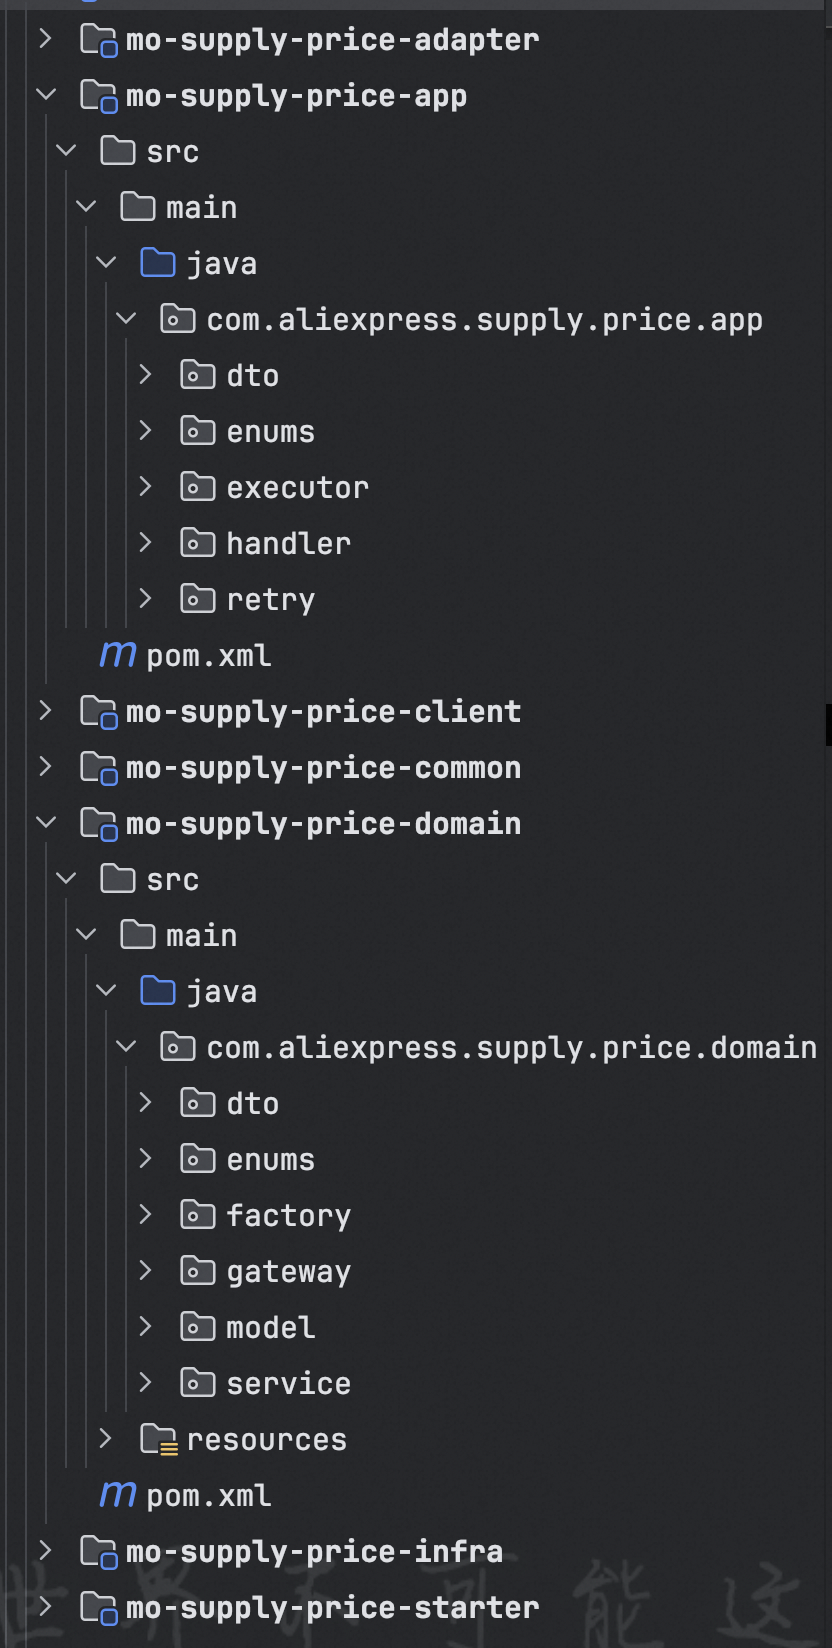 mo-supply-price-adapter
mo-supply-price-app
src
main
java
com.aliexpress.supply.price.app
dto
enums
executor
handler
retry
m pom.xml
mo-supply-price-client
mo-supply-price-common
mo-supply-price-domain
src
main
java
com.aliexpress.supply.price.domain
dto
enums
factory
gateway
model
service
resources
m pom.xml
mo-supply-price-infra
mo-supply-price-starter
世界不可能这